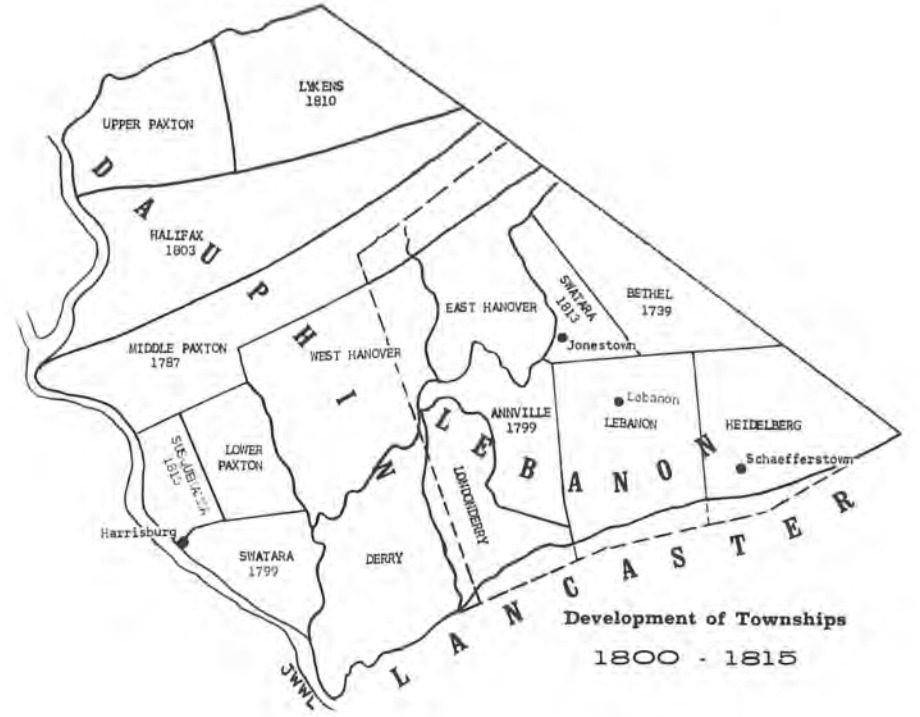 LYKENS
1810
UPPER PAXTON
HALIFAX
1803
DAUPHIN
MIDDLE PAXTON
1787
WEST HANOVER
EAST HANOVER
SWATARA
1813
BETHEL
1739
Jonestown
LOWER
PAXTON
SUSQUEHANNA
1815
Harrisburg
SWATARA
1799
DERRY
LONDONDERRY
ANNVILLE
1799
Lebanon
LEBANON
HEIDELBERG
Schaefferstown
LEBANON
LANCASTER
JWWL
Development of Townships
1800 - 1815